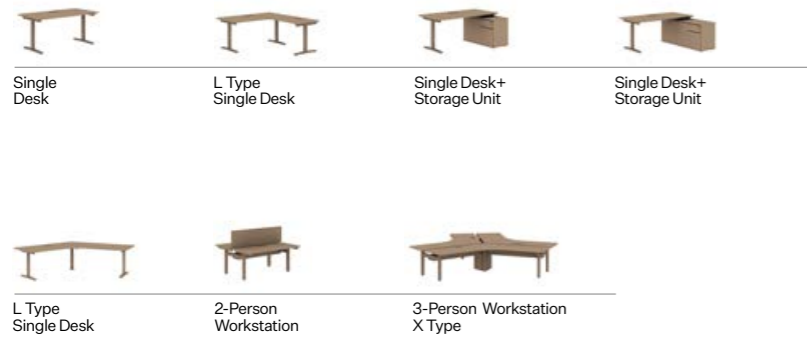 Single
Desk
L Type
Single Desk
Single Desk+
Storage Unit
Single Desk+
Storage Unit
L Type
Single Desk
2-Person
Workstation
3-Person Workstation
X Type